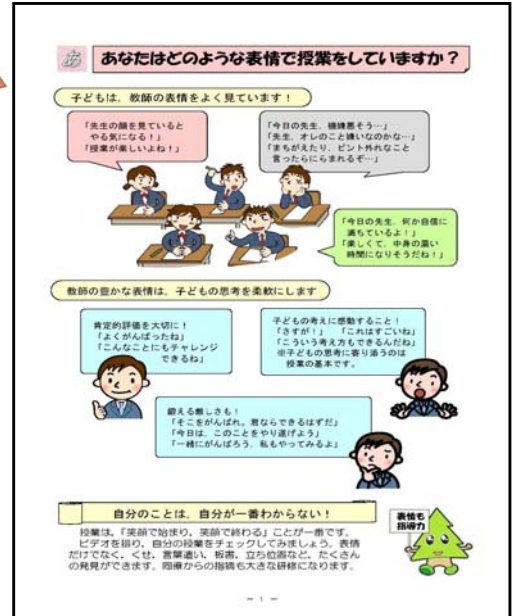 あ
あなたはどのような表情で授業をしていますか？
子どもは，教師の表情をよく見ています！
「先生の顔を見ていると
やる気になる！」
「授業が楽しいよね！」
「今日の先生，機嫌悪そう…」
「先生，オレのこと嫌いなのかな…」
「まちがえたり，ピント外れなこと
言ったらにらまれるぞ…」
「今日の先生，何か自信に
満ちているよ！」
「楽しくて，中身の濃い
時間になりそうだね！」
教師の豊かな表情は，子どもの思考を柔軟にします
肯定的評価を大切に！
「よくがんばったね」
「こんなことにもチャレンジ
できるね」
子どもの考えに感動すること！
「さすが！」　「これはすごいね」
「こういう考え方もできるんだね」
※子どもの思考に寄り添うのは
授業の基本です。
鍛える厳しさも！
「そこをがんばれ。君ならできるはずだ」
「今日は，このことをやり遂げよう」
「一緒にがんばろう，私もやってみるよ」
自分のことは，自分が一番わからない！
授業は，「笑顔で始まり，笑顔で終わる」ことが一番です。
ビデオを撮り，自分の授業をチェックしてみましょう。表情
だけでなく，くせ，言葉遣い，板書，立ち位置など，たくさん
の発見ができます。同僚からの指摘も大きな研修になります。
表情も
指導力
－ 1 －